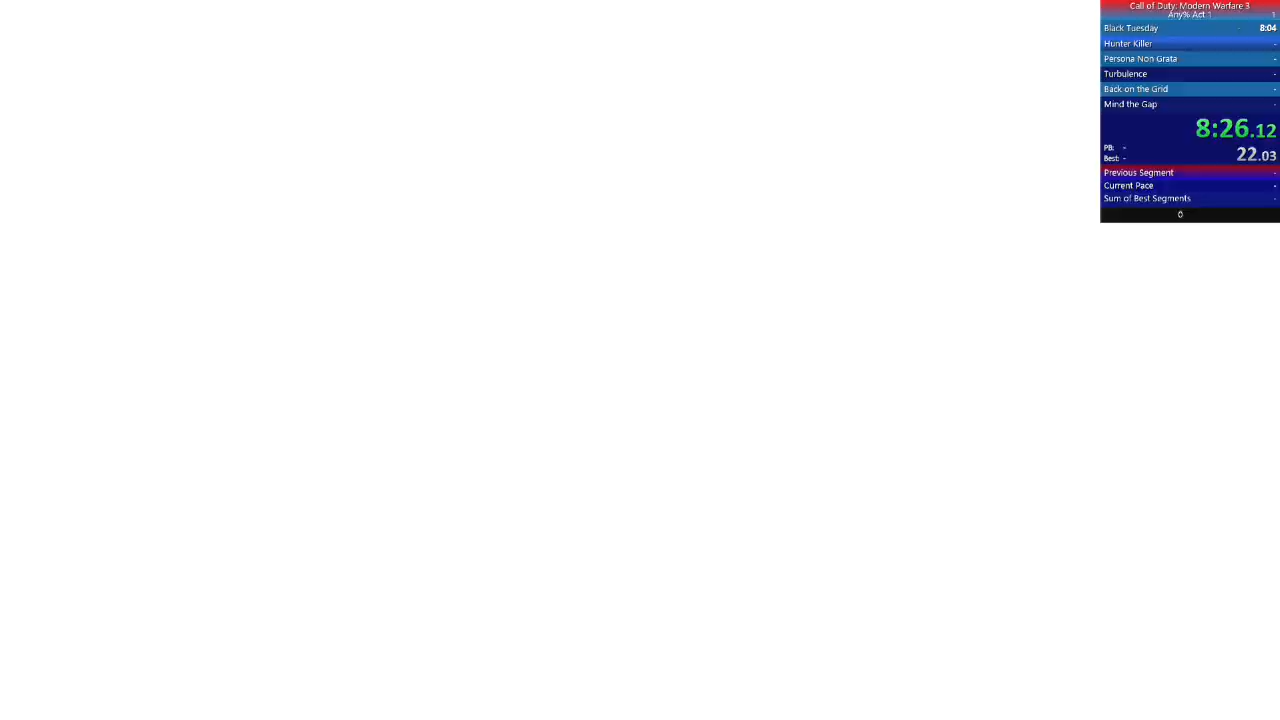 Call of Duty: Modern Warfare 3
Any% Act 1 1
Black Tuesday - 8:04
Hunter Killer -
Persona Non Grata -
Turbulence -
Back on the Grid -
Mind the Gap -
8:26.12
PB: - 22.03
Best: -
Previous Segment -
Current Pace -
Sum of Best Segments -
0